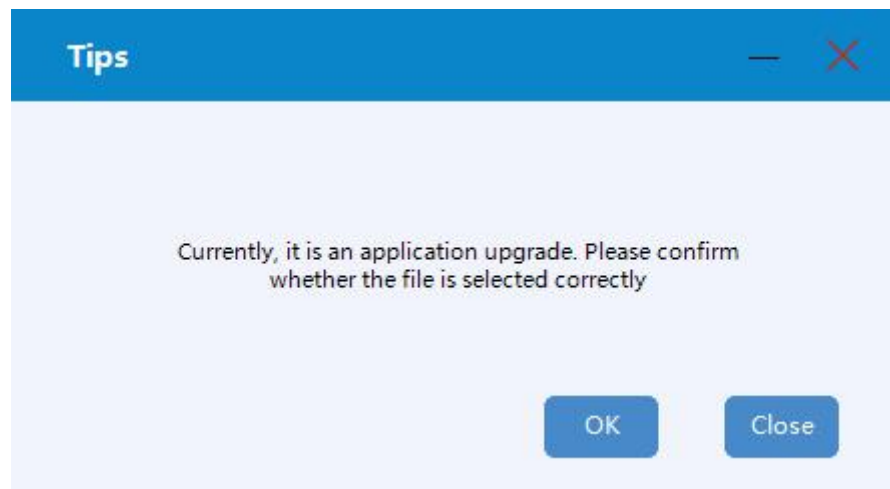 Tips
Currently, it is an application upgrade. Please confirm
whether the file is selected correctly
OK
Close